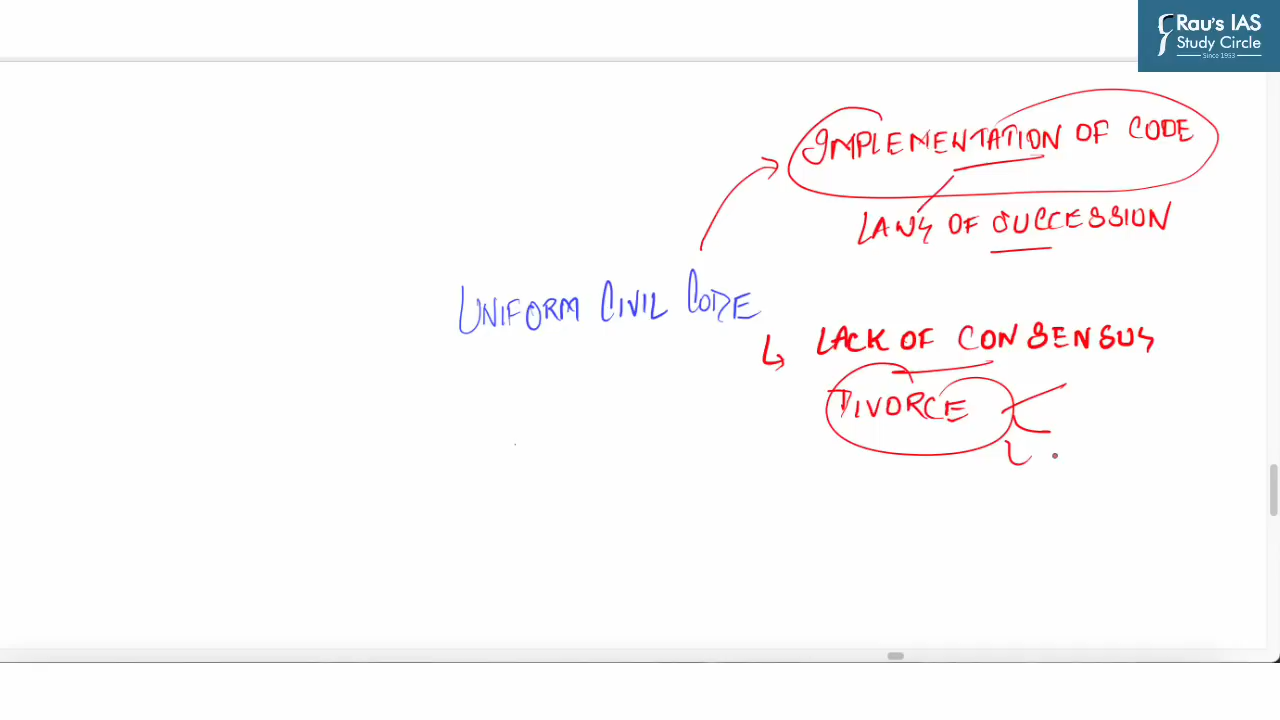 Rau's IAS
Study Circle
Since 1953
IMPLEMENTATION OF CODE
LAWS OF SUCCESSION
UNIFORM CIVIL CODE
LACK OF CONSENSUS
DIVORCE